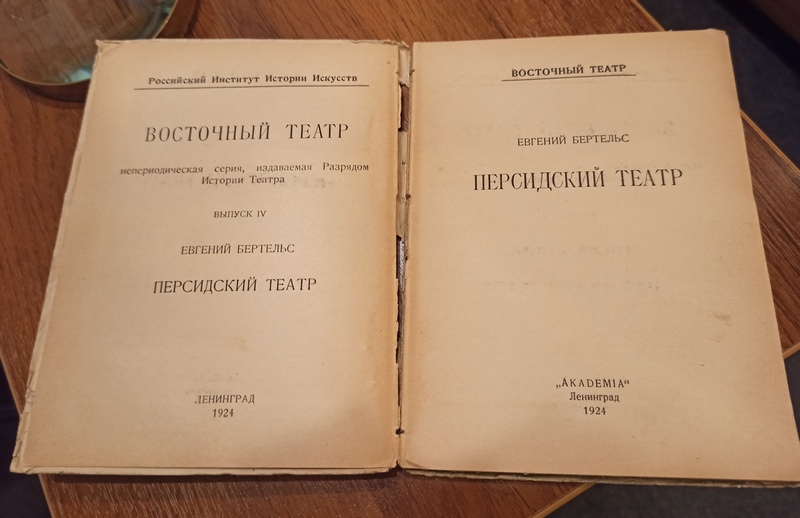 Российский Институт Истории Искусств
ВОСТОЧНЫЙ ТЕАТР
непериодическая серия, издаваемая Разрядом
Истории Театра
ВЫПУСК IV
ЕВГЕНИЙ БЕРТЕЛЬС
ПЕРСИДСКИЙ ТЕАТР
ЛЕНИНГРАД
1924
ВОСТОЧНЫЙ ТЕАТР
ЕВГЕНИЙ БЕРТЕЛЬС
ПЕРСИДСКИЙ ТЕАТР
„AKADEMIA“
Ленинград
1924